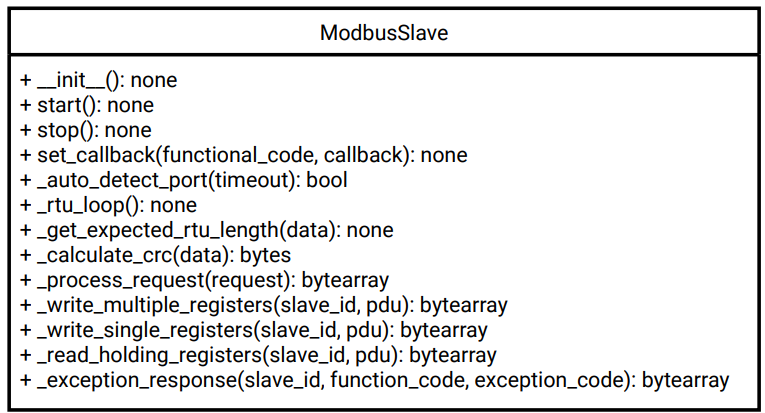 ModbusSlave
+ __init__(): none
+ start(): none
+ stop(): none
+ set_callback(functional_code, callback): none
+ _auto_detect_port(timeout): bool
+ _rtu_loop(): none
+ _get_expected_rtu_length(data): none
+ _calculate_crc(data): bytes
+ _process_request(request): bytearray
+ _write_multiple_registers(slave_id, pdu): bytearray
+ _write_single_registers(slave_id, pdu): bytearray
+ _read_holding_registers(slave_id, pdu): bytearray
+ _exception_response(slave_id, function_code, exception_code): bytearray